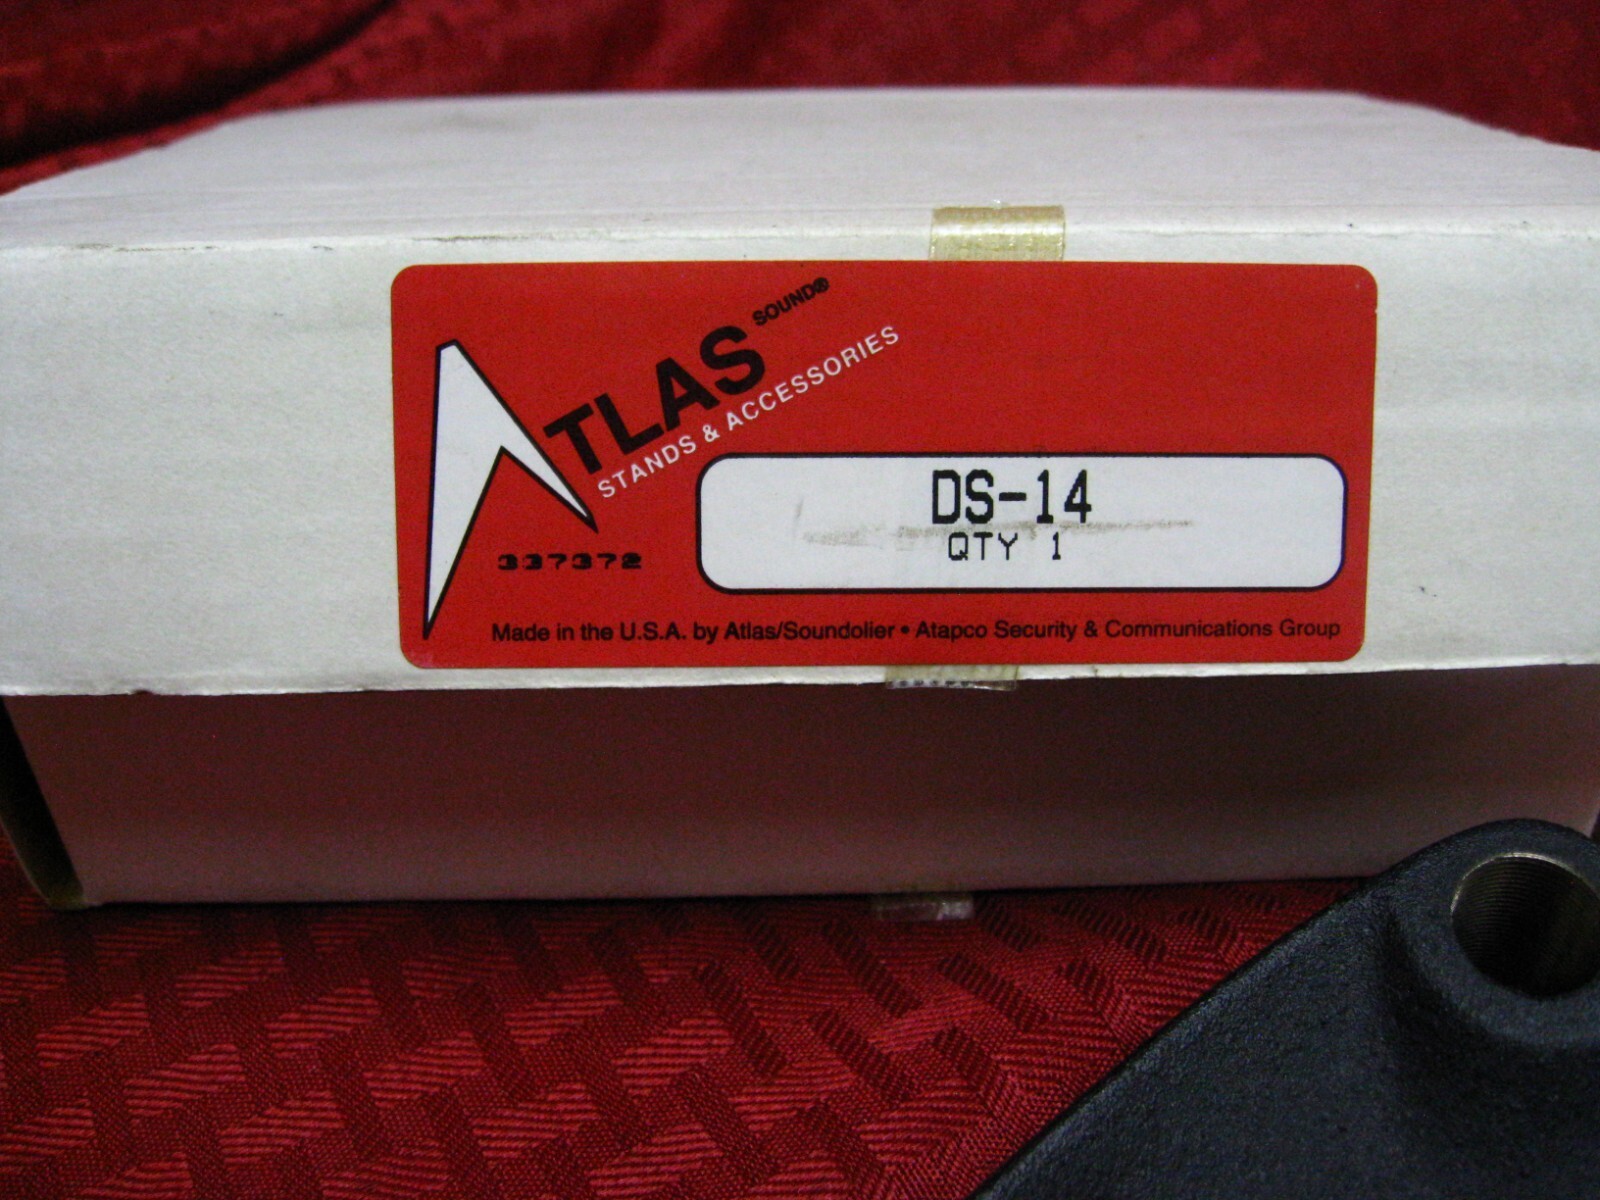 ATLAS SOUND®
STANDS & ACCESSORIES
DS-14
QTY 1
337372
Made in the U.S.A. by Atlas/Soundolier • Atapco Security & Communications Group